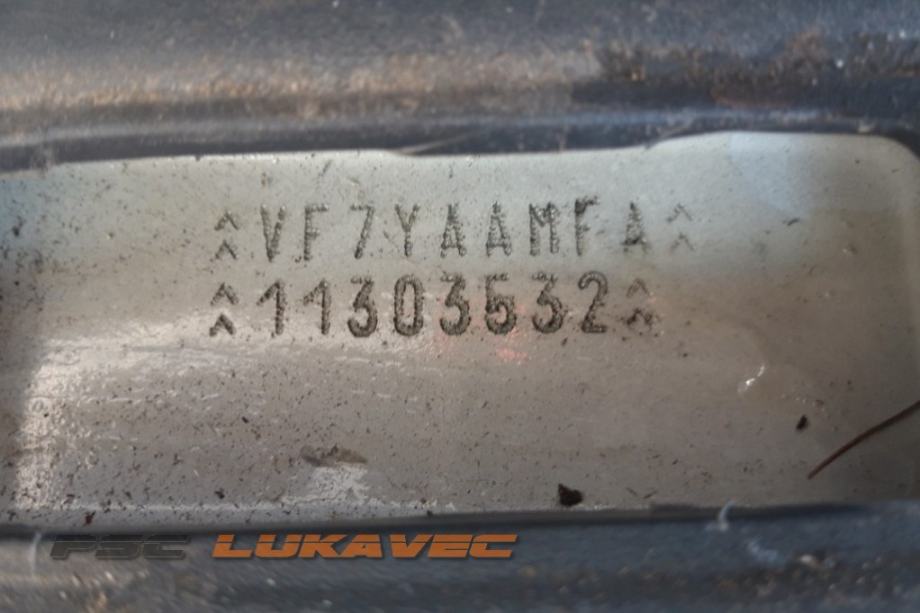 ^VF7YAAMFA^
^11303532^
PSC LUKAVEC